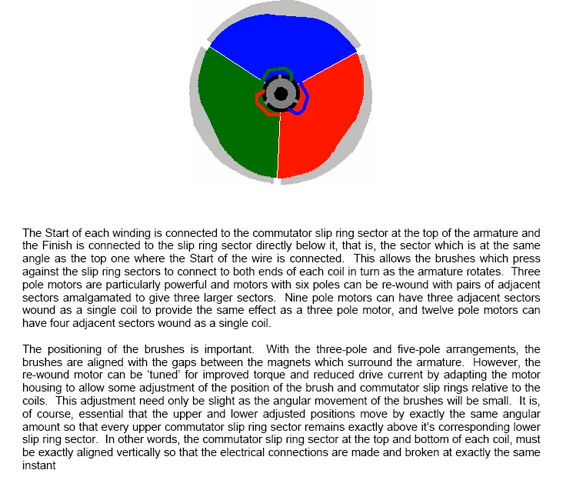 The Start of each winding is connected to the commutator slip ring sector at the top of the armature and
the Finish is connected to the slip ring sector directly below it, that is, the sector which is at the same
angle as the top one where the Start of the wire is connected.  This allows the brushes which press
against the slip ring sectors to connect to both ends of each coil in turn as the armature rotates.  Three
pole motors are particularly powerful and motors with six poles can be re-wound with pairs of adjacent
sectors amalgamated to give three larger sectors.  Nine pole motors can have three adjacent sectors
wound as a single coil to provide the same effect as a three pole motor, and twelve pole motors can
have four adjacent sectors wound as a single coil.
The positioning of the brushes is important.  With the three-pole and five-pole arrangements, the
brushes are aligned with the gaps between the magnets which surround the armature.  However, the
re-wound motor can be 'tuned' for improved torque and reduced drive current by adapting the motor
housing to allow some adjustment of the position of the brush and commutator slip rings relative to the
coils.  This adjustment need only be slight as the angular movement of the brushes will be small.  It is,
of course, essential that the upper and lower adjusted positions move by exactly the same angular
amount so that every upper commutator slip ring sector remains exactly above it's corresponding lower
slip ring sector.  In other words, the commutator slip ring sector at the top and bottom of each coil, must
be exactly aligned vertically so that the electrical connections are made and broken at exactly the same
instant